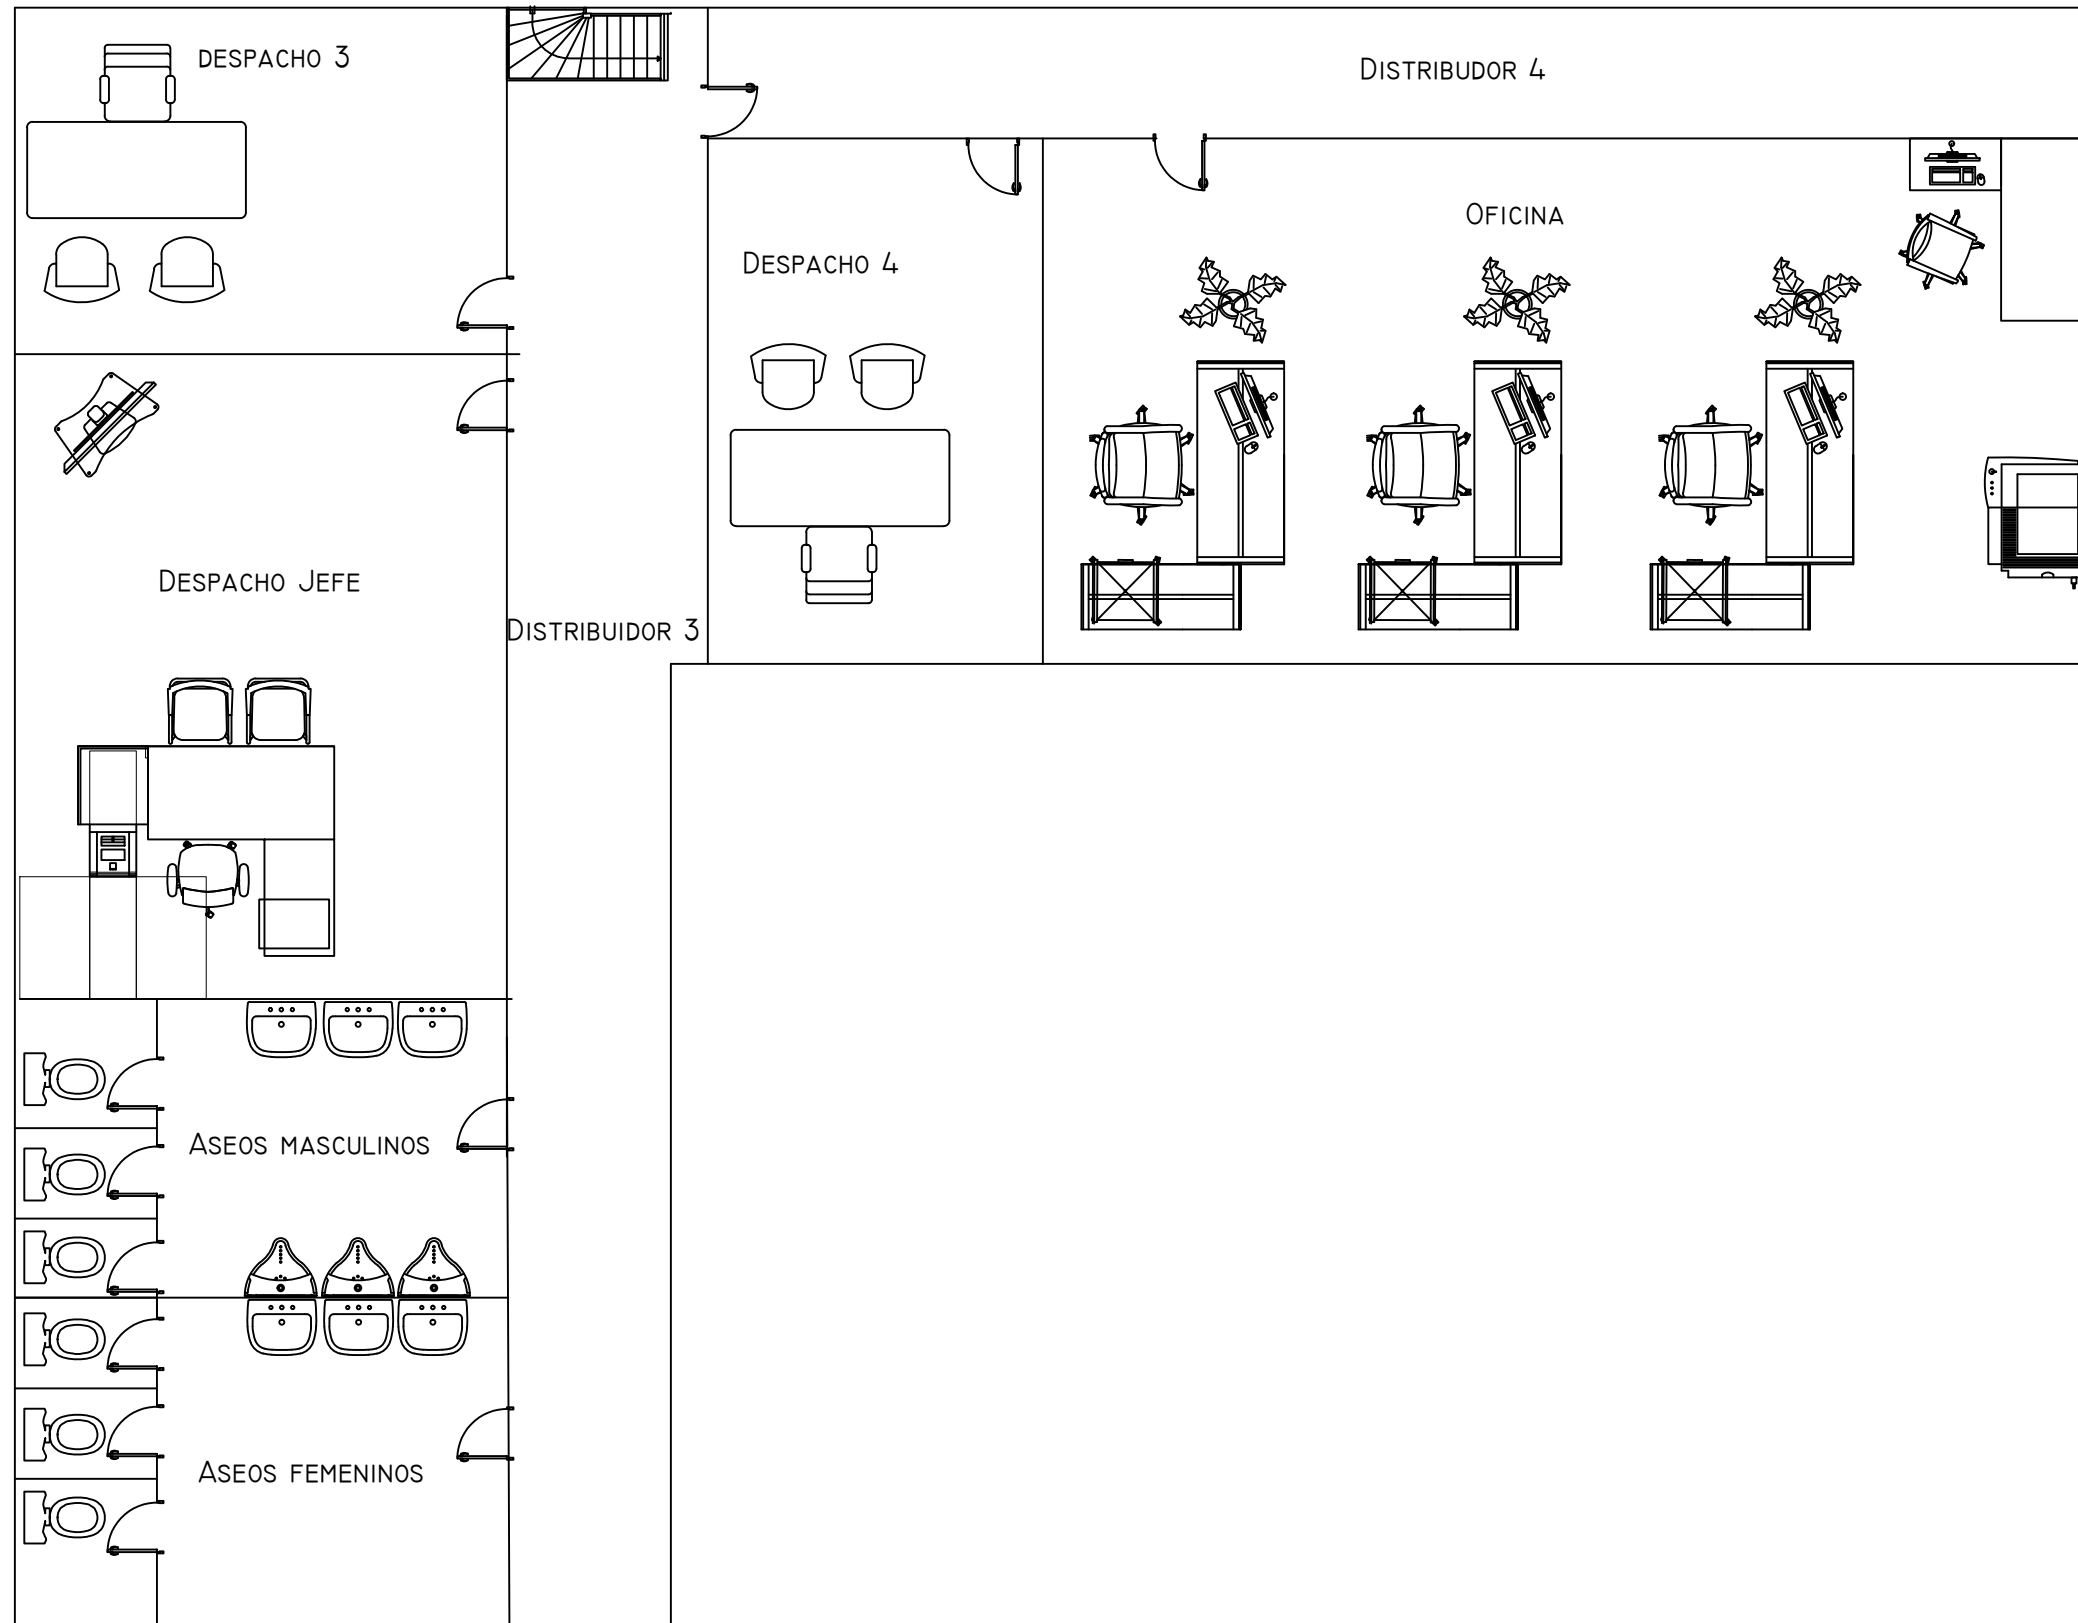 DESPACHO 3
DISTRIBUDOR 4
OFICINA
DESPACHO 4
DESPACHO JEFE
DISTRIBUIDOR 3
ASEOS MASCULINOS
ASEOS FEMENINOS